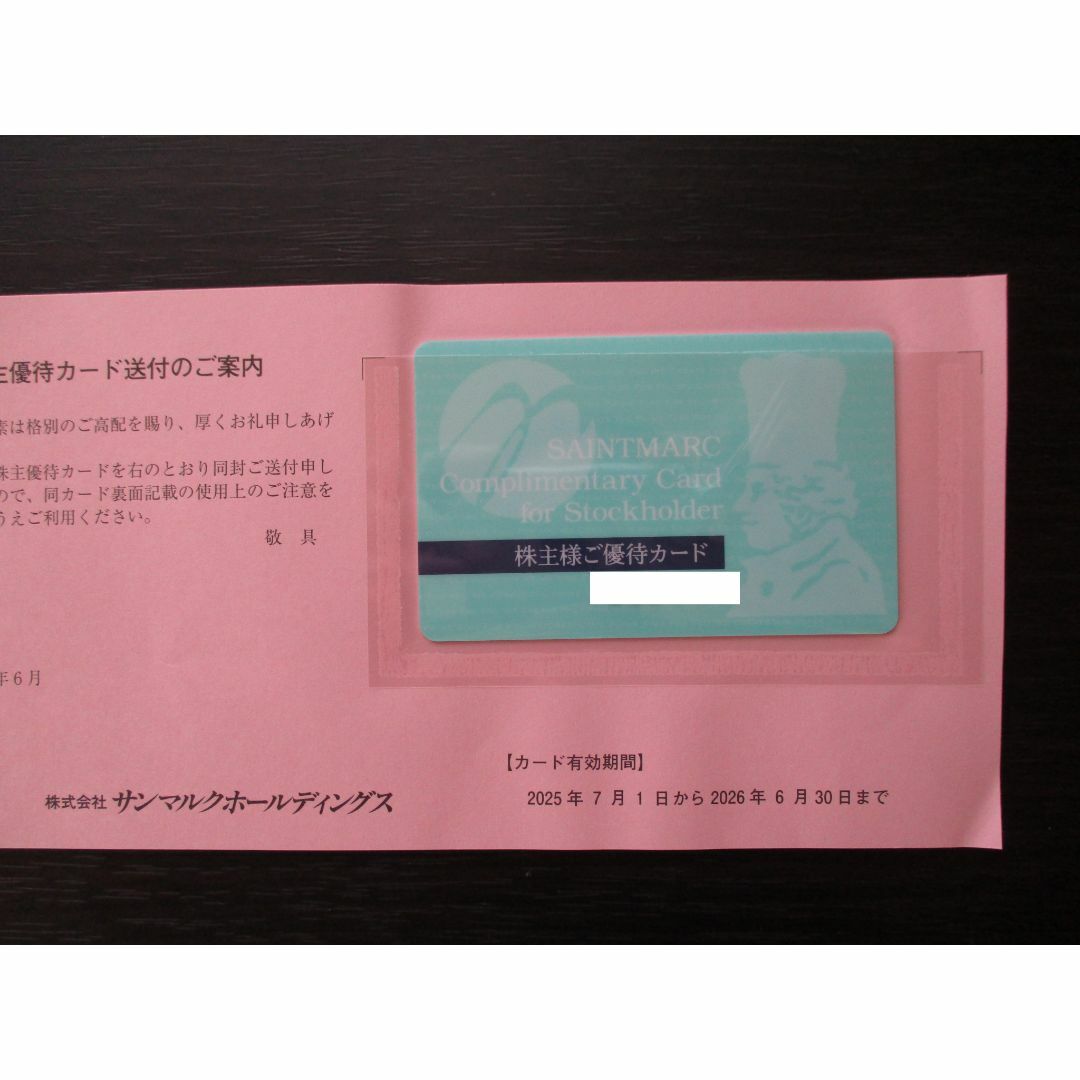 主優待カード送付のご案内
素は格別のご高配を賜り、厚くお礼申しあげ
株主優待カードを右のとおり同封ご送付申し
ので、同カード裏面記載の使用上のご注意を
うえご利用ください。
敬 具
年6月
株式会社 サンマルクホールディングス
SAINTMARC
Complimentary Card
for Stockholder
株主様ご優待カード
【カード有効期間】
2025年 7 月 1 日から 2026年 6 月 30日まで